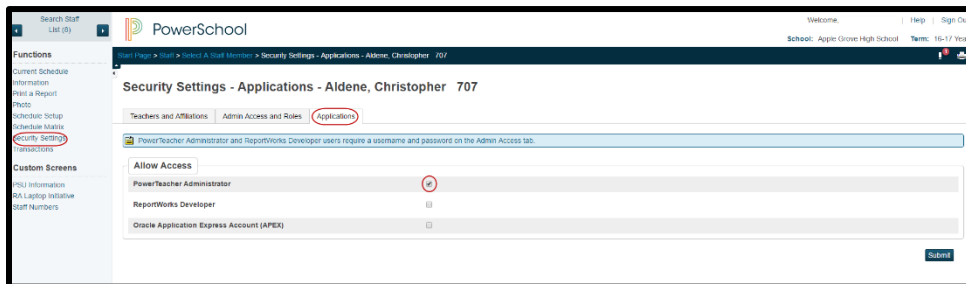 Search Staff
List (0)
PowerSchool
Welcome,
Help
Sign Ou
School: Apple Grove High School
Term: 16-17 Yea
Functions
Start Page > Staff > Select A Staff Member > Security Settings - Applications - Aldene, Christopher 707
Current Schedule
Information
Print a Report
Photo
Schedule Setup
Schedule Matrix
Security Settings
Transactions
Custom Screens
PSU Information
RA Laptop Initiative
Staff Numbers
Security Settings - Applications - Aldene, Christopher 707
Teachers and Affiliations
Admin Access and Roles
Applications
PowerTeacher Administrator and ReportWorks Developer users require a username and password on the Admin Access tab.
Allow Access
PowerTeacher Administrator
ReportWorks Developer
Oracle Application Express Account (APEX)
Submit